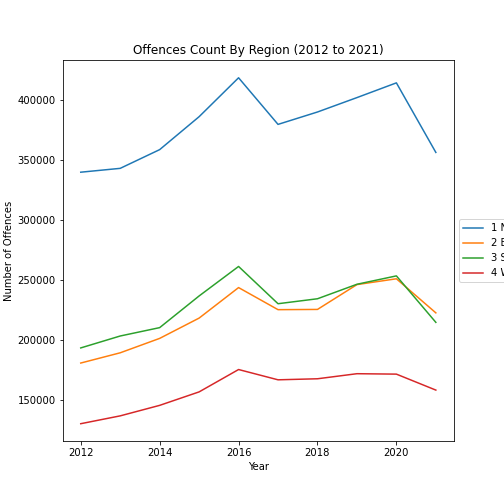 Offences Count By Region (2012 to 2021)
400000
350000
300000
250000
200000
150000
Number of Offences
2012
2014
2016
2018
2020
Year
1 N
2 E
3 S
4 W